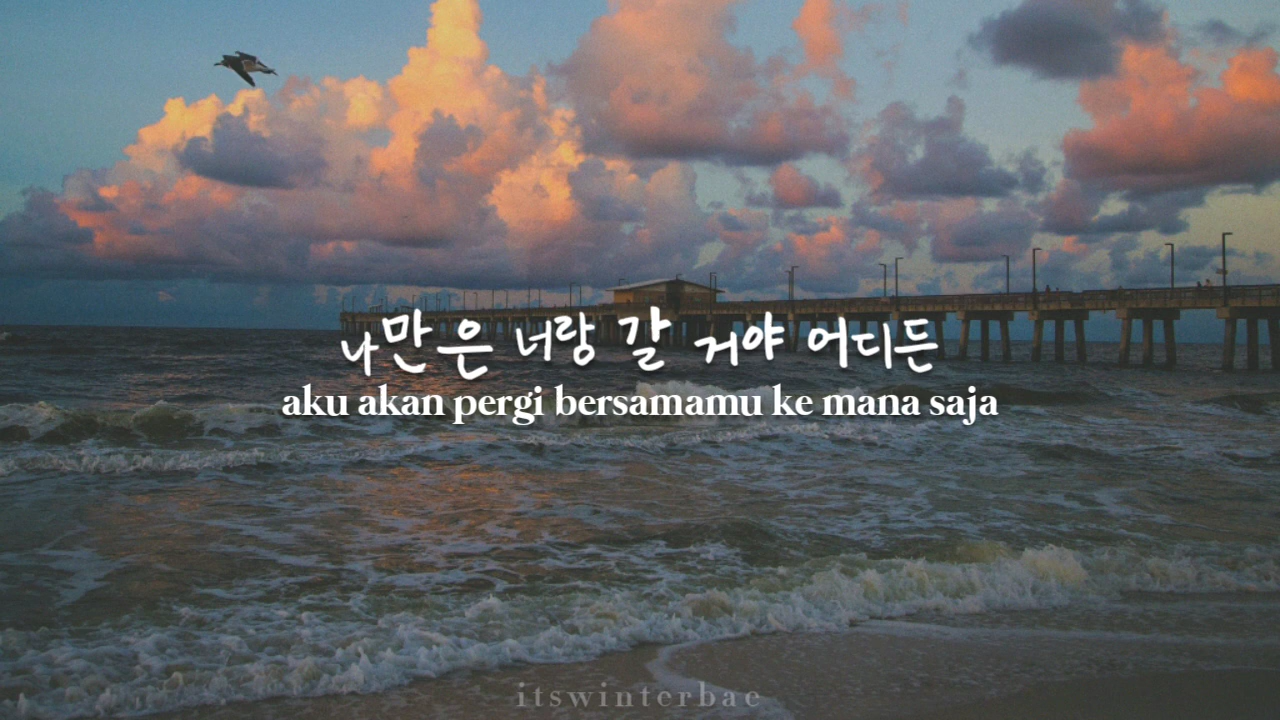 나만은 너랑 갈 거야 어디든
aku akan pergi bersamamu ke mana saja
itswinterbae